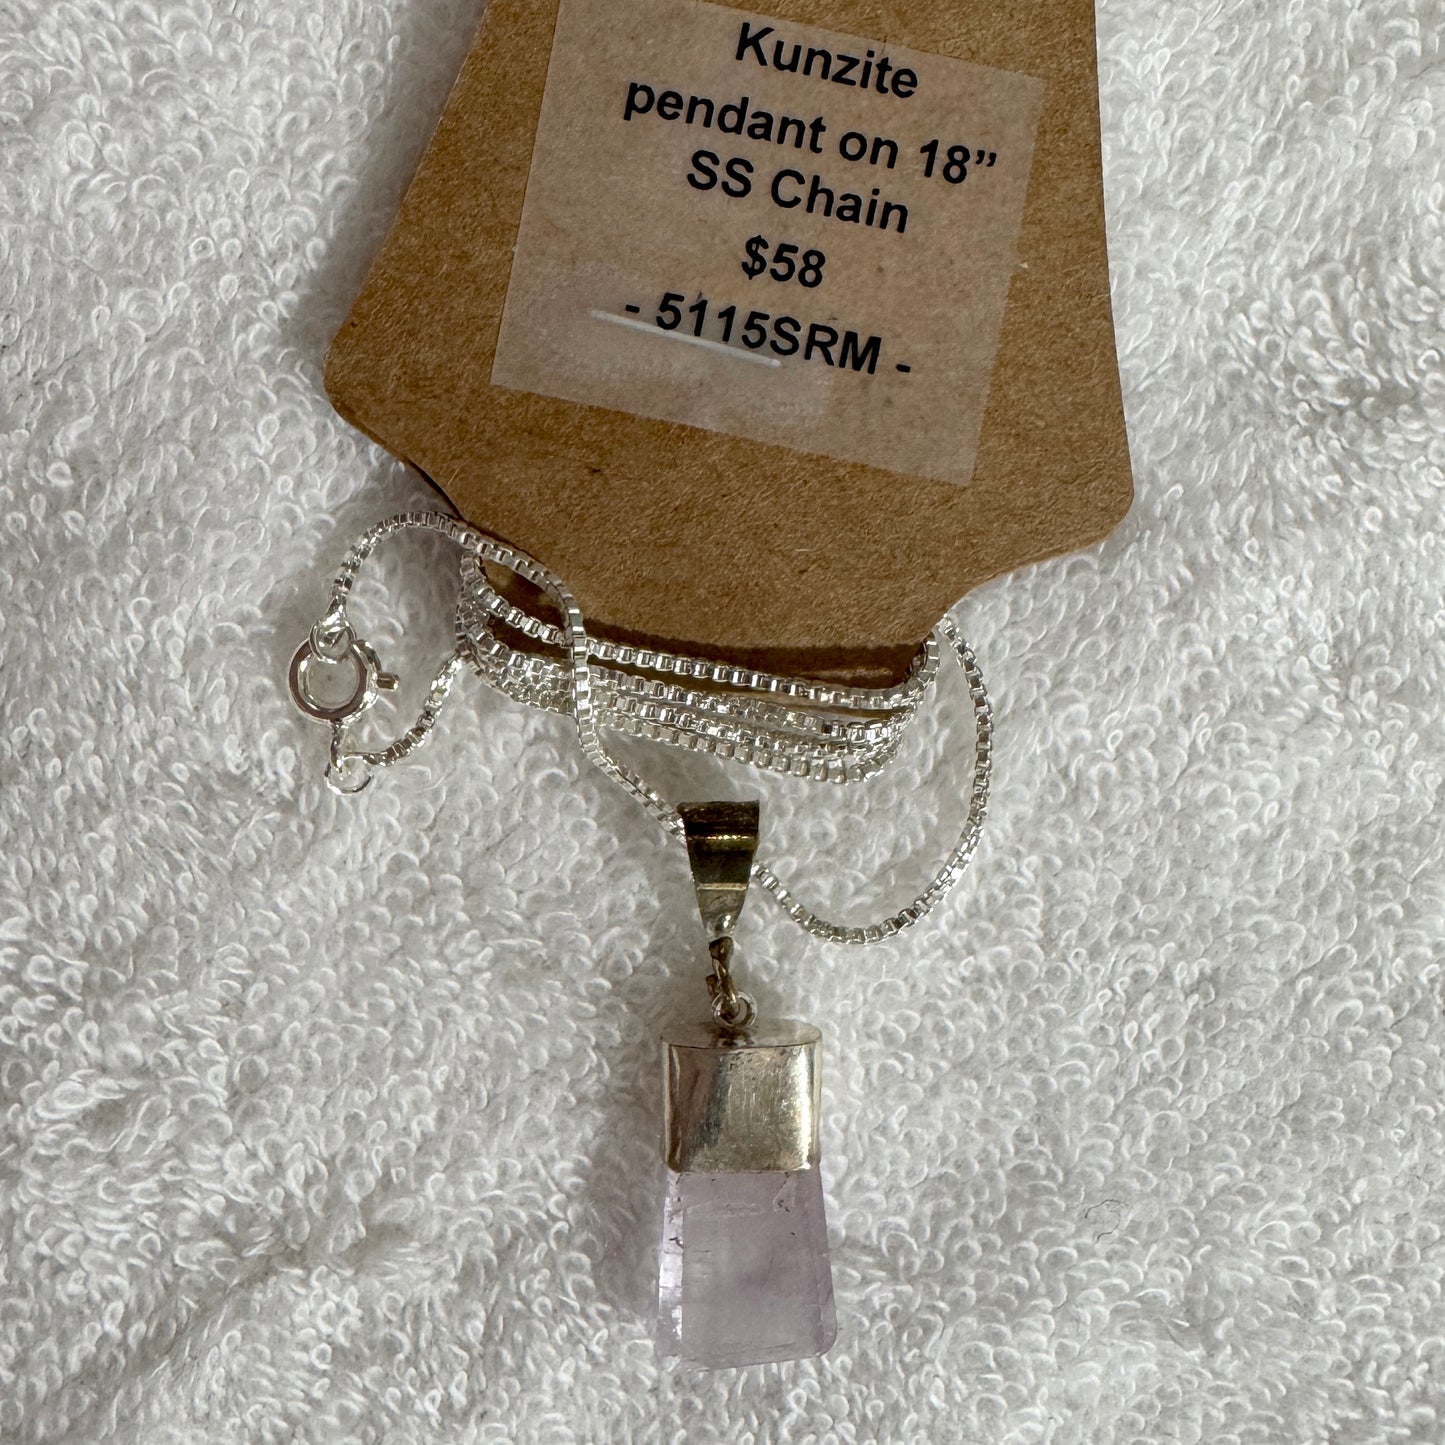 Kunzite
pendant on 18”
SS Chain
$58
- 5115SRM -